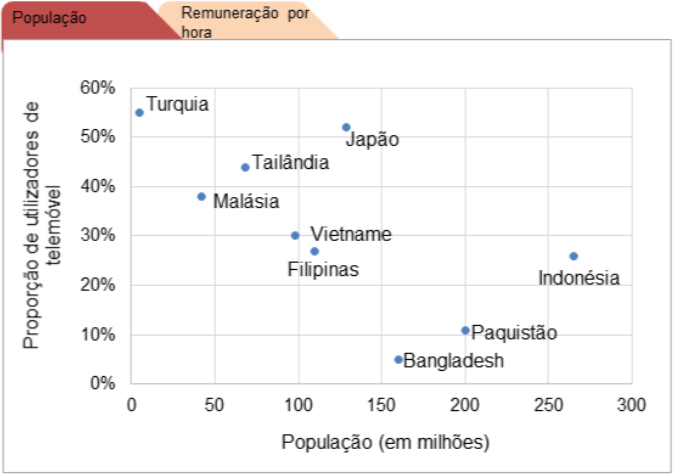 População
Remuneração por
hora
60%
50%
40%
30%
20%
10%
0%
Proporção de utilizadores de
telemóvel
Turquia
Japão
Tailândia
Malásia
Vietname
Filipinas
Indonésia
Paquistão
Bangladesh
0 50 100 150 200 250 300
População (em milhões)